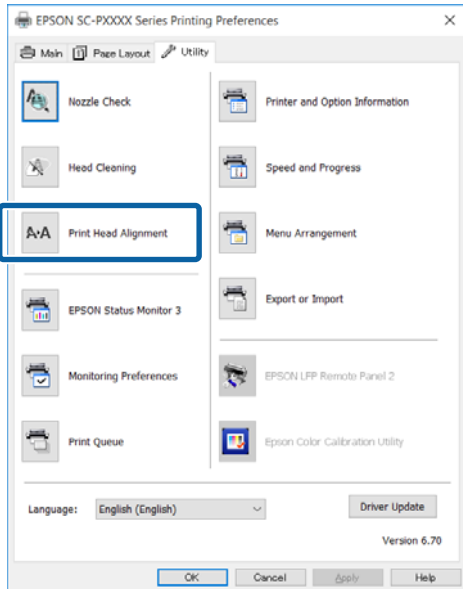 EPSON SC-PXXXX Series Printing Preferences
Main Page Layout Utility
Nozzle Check
Printer and Option Information
Head Cleaning
Speed and Progress
A·A Print Head Alignment
Menu Arrangement
EPSON Status Monitor 3
Export or Import
Monitoring Preferences
EPSON LFP Remote Panel 2
Print Queue
Epson Color Calibration Utility
Language: English (English)
Driver Update
Version 6.70
OK Cancel Apply Help